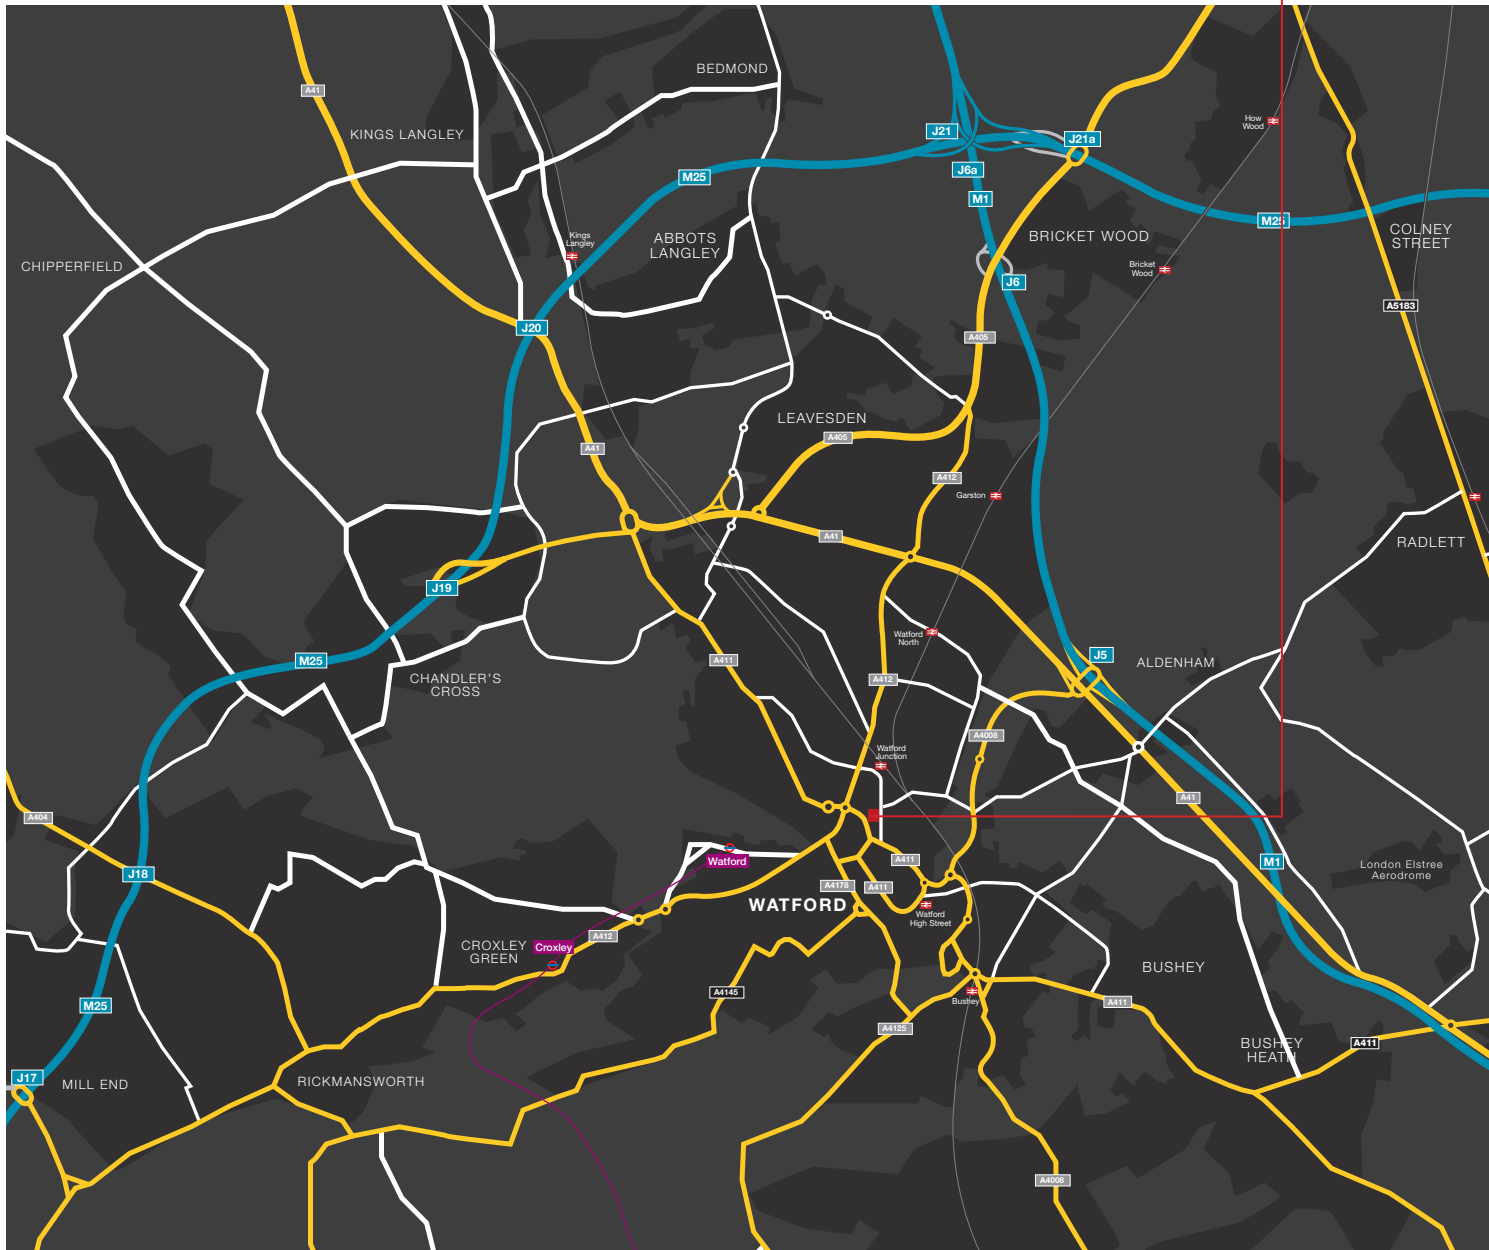 BEDMOND
A41
KINGS LANGLEY
J21
J21a
How
Wood
J6a
M25
M1
M25
Kings
Langley
ABBOTS
LANGLEY
BRICKET WOOD
COLNEY
STREET
CHIPPERFIELD
Bricket
Wood
J6
A5183
J20
A405
LEAVESDEN
A405
A41
A412
Garston
A41
RADLETT
J19
Watford
North
M25
A411
J5
ALDENHAM
CHANDLER'S
CROSS
A412
A4008
Watford
Junction
A41
A404
Watford
A411
M1
London Elstree
Aerodrome
J18
A4178
A411
WATFORD
Watford
High Street
A412
CROXLEY
GREEN
Croxley
BUSHEY
A4145
Bushey
A411
M25
A4125
BUSHEY
HEATH
A411
J17
MILL END
RICKMANSWORTH
A4008